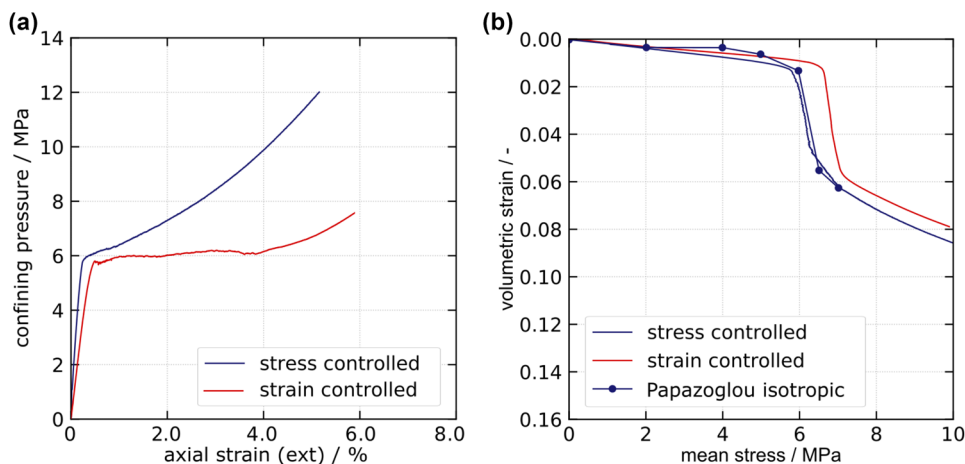 (a)
14
12
10
8
6
4
2
0
confining pressure / MPa
stress controlled
strain controlled
0 2.0 4.0 6.0 8.0
axial strain (ext) / %
(b)
0.00
0.02
0.04
0.06
0.08
0.10
0.12
0.14
0.16
volumetric strain / -
stress controlled
strain controlled
Papazoglou isotropic
0 2 4 6 8 10
mean stress / MPa